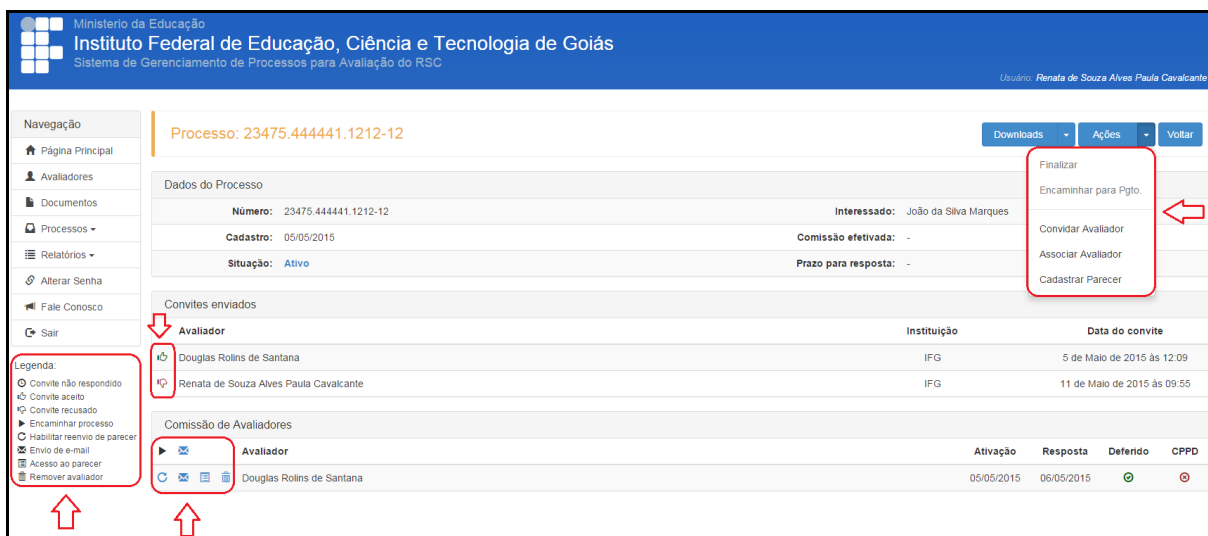 Ministerio da Educação
Instituto Federal de Educação, Ciência e Tecnologia de Goiás
Sistema de Gerenciamento de Processos para Avaliação do RSC
Usuário: Renata de Souza Alves Paula Cavalcante
Navegação
Página Principal
Avaliadores
Documentos
Processos
Relatórios
Alterar Senha
Fale Conosco
Sair
Legenda:
Convite não respondido
Convite aceito
Convite recusado
Encaminhar processo
Habilitar reenvio de parecer
Envio de e-mail
Acesso ao parecer
Remover avaliador
Processo: 23475.444441.1212-12
Downloads Ações Voltar
Finalizar
Encaminhar para Pgto.
Convidar Avaliador
Associar Avaliador
Cadastrar Parecer
Dados do Processo
Número: 23475.444441.1212-12 Interessado: João da Silva Marques
Cadastro: 05/05/2015 Comissão efetivada: -
Situação: Ativo Prazo para resposta: -
Convites enviados
Avaliador Instituição Data do convite
Douglas Rolins de Santana IFG 5 de Maio de 2015 às 12:09
Renata de Souza Alves Paula Cavalcante IFG 11 de Maio de 2015 às 09:55
Comissão de Avaliadores
Avaliador Ativação Resposta Deferido CPPD
Douglas Rolins de Santana 05/05/2015 06/05/2015